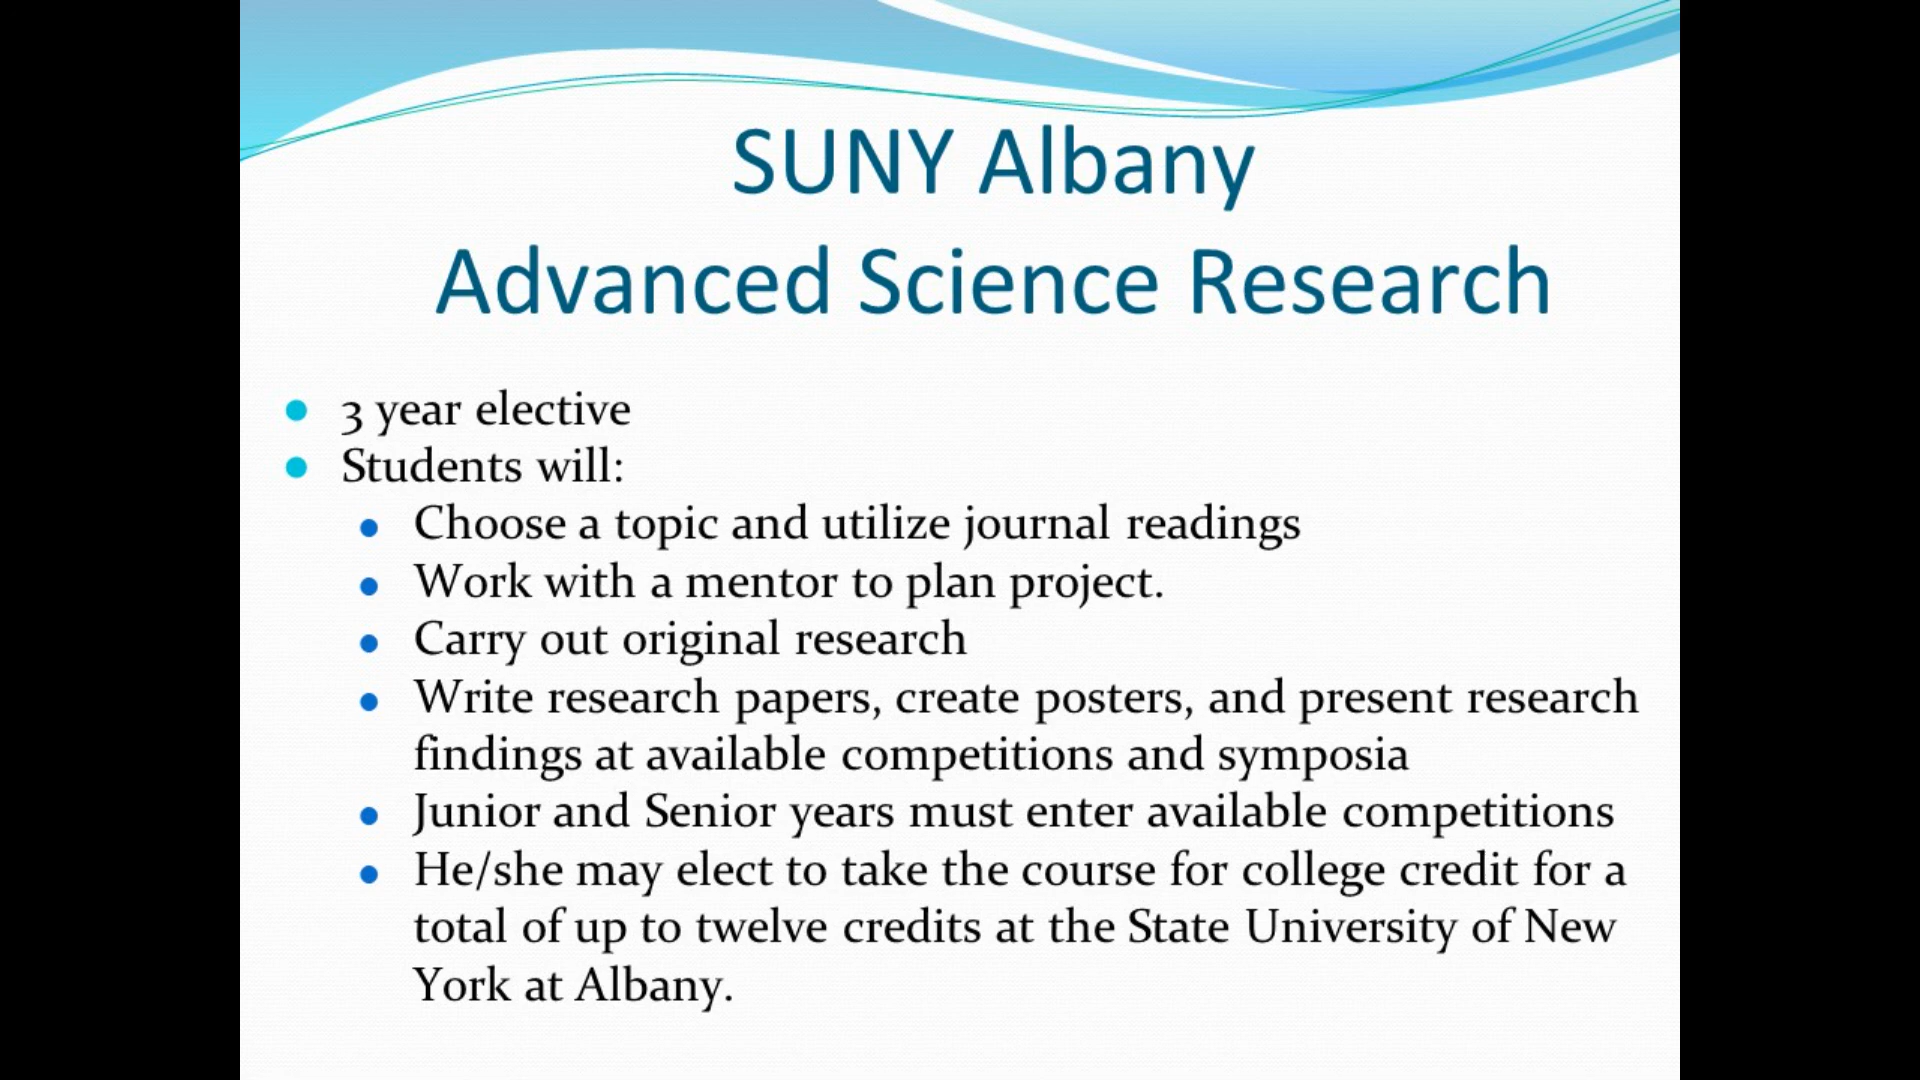 SUNY Albany
Advanced Science Research
3 year elective
Students will:
Choose a topic and utilize journal readings
Work with a mentor to plan project.
Carry out original research
Write research papers, create posters, and present research
findings at available competitions and symposia
Junior and Senior years must enter available competitions
He/she may elect to take the course for college credit for a
total of up to twelve credits at the State University of New
York at Albany.